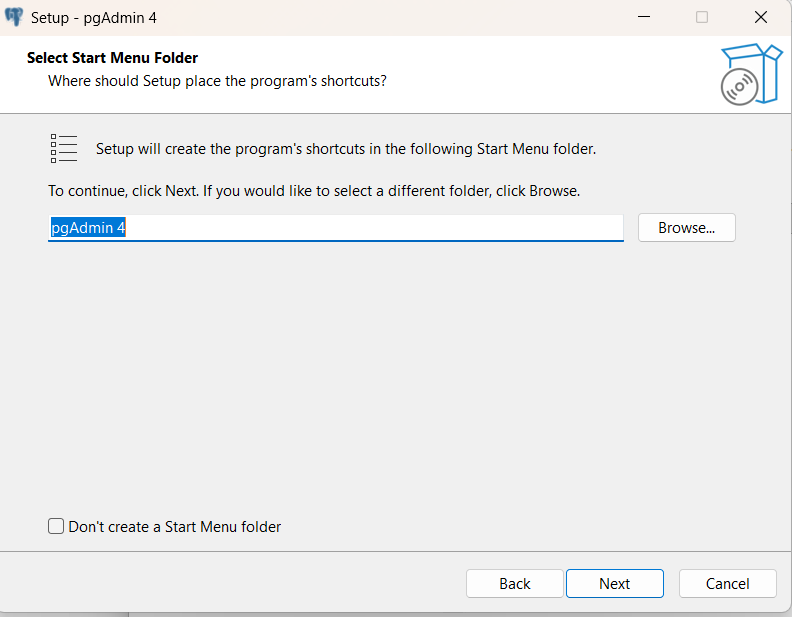 Setup - pgAdmin 4
Select Start Menu Folder
Where should Setup place the program's shortcuts?
Setup will create the program's shortcuts in the following Start Menu folder.
To continue, click Next. If you would like to select a different folder, click Browse.
pgAdmin 4
Browse...
Don't create a Start Menu folder
Back
Next
Cancel